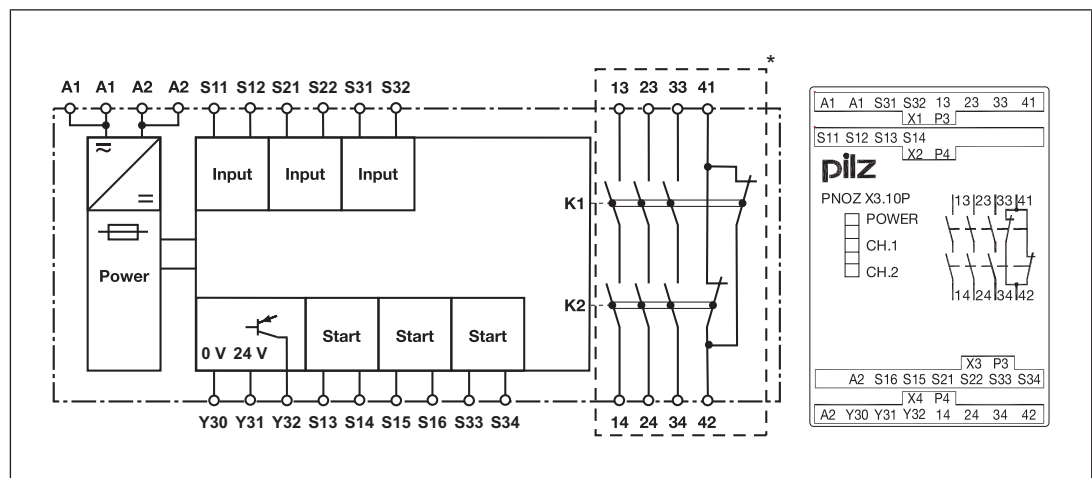 *
A1 A1 A2 A2 S11 S12 S21 S22 S31 S32 13 23 33 41
Input Input Input
K1
Power
K2
Start Start Start
0 V 24 V
Y30 Y31 Y32 S13 S14 S15 S16 S33 S34 14 24 34 42
A1 A1 S31 S32 13 23 33 41
X1 P3
S11 S12 S13 S14
X2 P4
pilz
PNOZ X3.10P
POWER
CH.1
CH.2
13 23 33 41
14 24 34 42
X3 P3
A2 S16 S15 S21 S22 S33 S34
X4 P4
A2 Y30 Y31 Y32 14 24 34 42